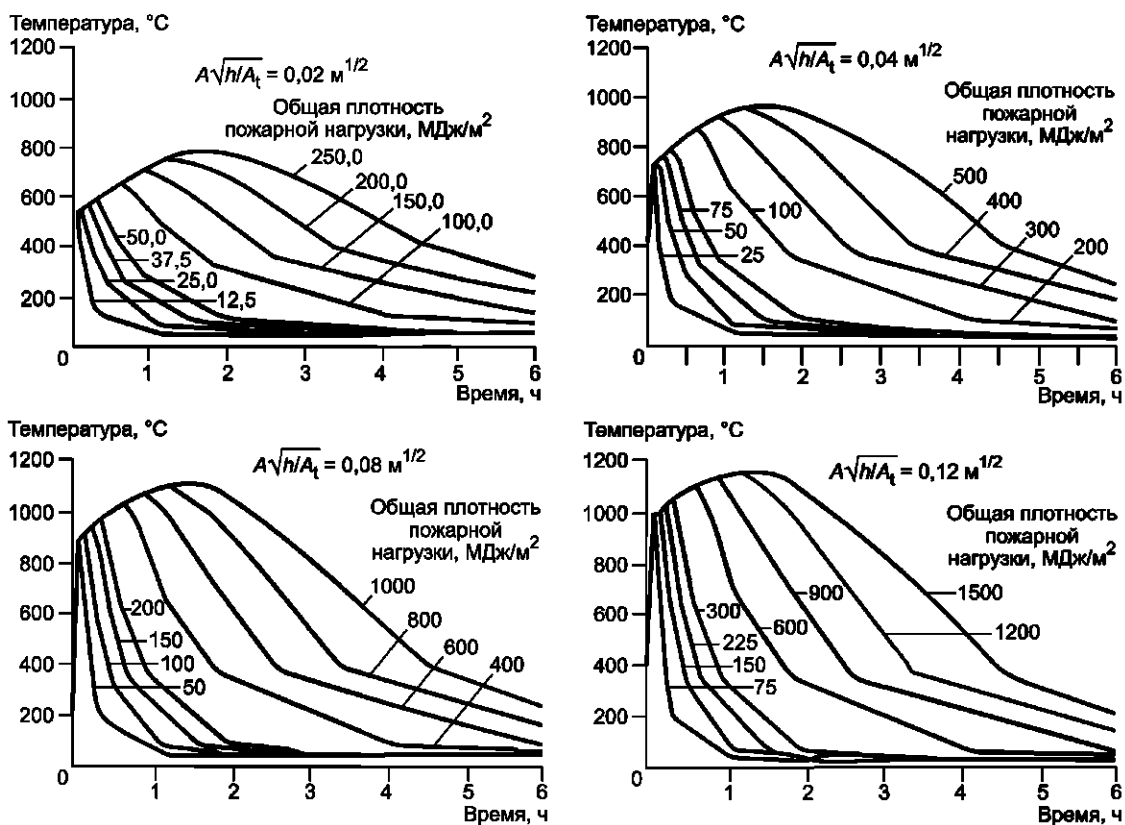 Температура, °C
1200
1000
800
600
400
200
0
A√h/Aₜ = 0,02 м^1/2
Общая плотность
пожарной нагрузки, МДж/м²
250,0
200,0
150,0
100,0
50,0
37,5
25,0
12,5
1 2 3 4 5 6
Время, ч
Температура, °C
1200
1000
800
600
400
200
0
A√h/Aₜ = 0,04 м^1/2
Общая плотность
пожарной
нагрузки, МДж/м²
500
400
300
200
75
100
50
25
1 2 3 4 5 6
Время, ч
Температура, °C
1200
1000
800
600
400
200
0
A√h/Aₜ = 0,08 м^1/2
Общая плотность
пожарной
нагрузки, МДж/м²
1000
800
600
400
200
150
100
50
1 2 3 4 5 6
Время, ч
Температура, °C
1200
1000
800
600
400
200
0
A√h/Aₜ = 0,12 м^1/2
Общая плотность
пожарной
нагрузки, МДж/м²
1500
1200
900
600
300
225
150
75
1 2 3 4 5 6
Время, ч